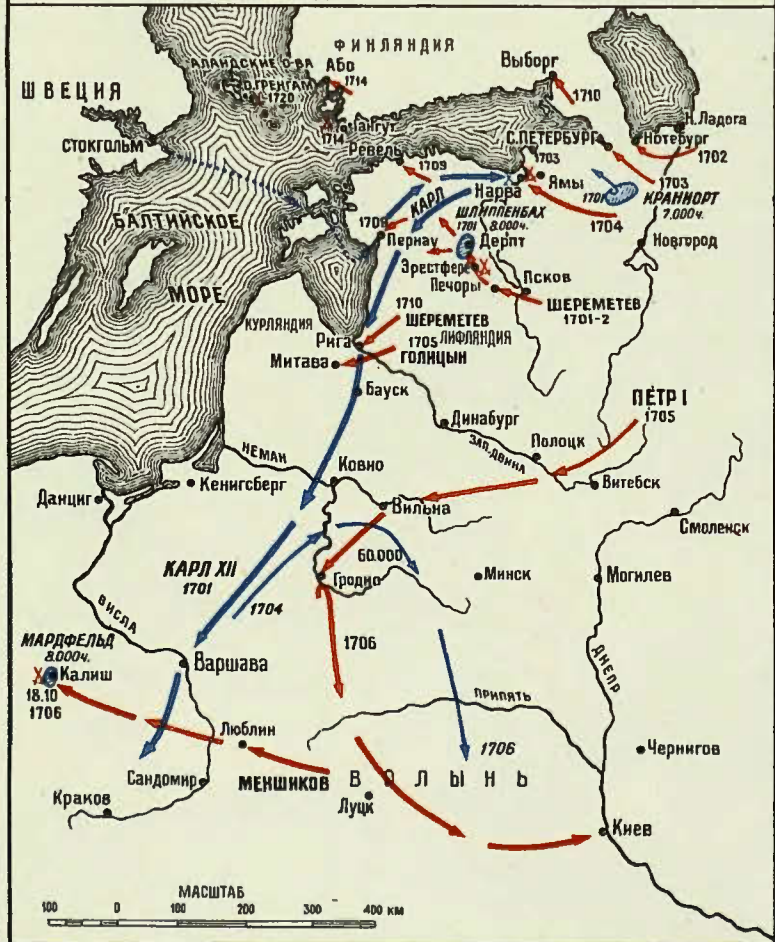 ФИНЛЯНДИЯ
АЛАНДСКИЕ О-ВА
Або
1714
Выборг
1710
О.ГРЕНГАМ
1720
ШВЕЦИЯ
СТОКГОЛЬМ
Гангут
1714
Ревель
1709
С.ПЕТЕРБУРГ
1703
Н.Ладога
Нотебург
1702
1703
Ямы
Нарва
1701
КРАНИОРТ
7.000ч.
1704
КАРЛ
ШЛИППЕНБАХ
1701 8.000ч.
БАЛТИЙСКОЕ
МОРЕ
1709
Пернау
Дерпт
Новгород
Эрестфер
Печоры
Псков
ШЕРЕМЕТЕВ
1701-2
КУРЛЯНДИЯ
1710
ШЕРЕМЕТЕВ
Рига
1705 ЛИФЛЯНДИЯ
Митава
ГОЛИЦЫН
Бауск
ПЕТР I
1705
Динабург
Полоцк
ЗАП.ДВИНА
Витебск
НЕМАН
Ковно
Кенигсберг
Данциг
Вильна
Смоленск
60.000
КАРЛ XII
1701
1704
Гродно
Минск
Могилев
ВИСЛА
ДНЕПР
1706
МАРДФЕЛЬД
8.000ч.
Калиш
18.10
1706
Варшава
ПРИПЯТЬ
Люблин
1706
Чернигов
Сандомир
МЕНШИКОВ
ВОЛЫНЬ
Краков
Луцк
Киев
МАСШТАБ
100 0 100 200 300 400 км